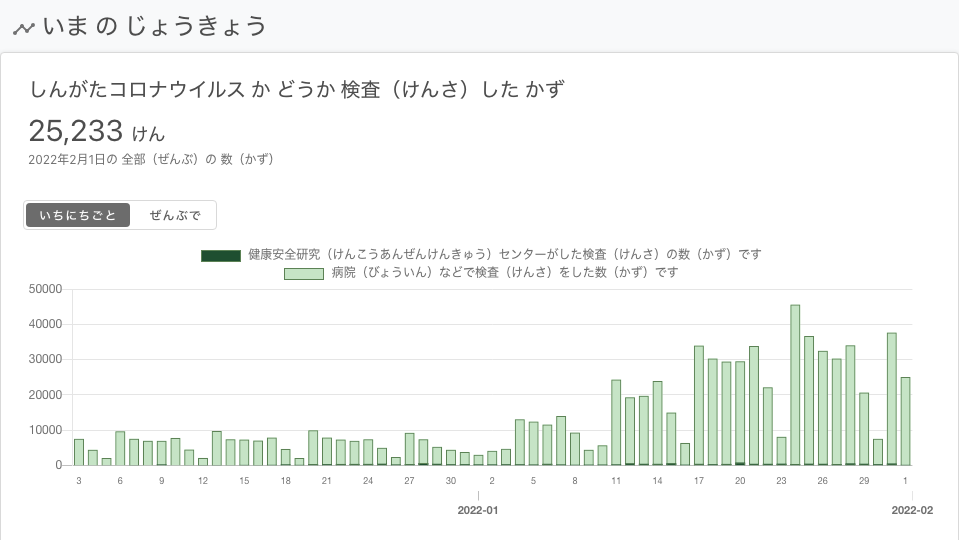 いま の じょうきょう
しんがたコロナウイルス か どうか 検査（けんさ）した かず
25,233 けん
2022年2月1日の 全部（ぜんぶ）の 数（かず）
いちにちごと ぜんぶで
健康安全研究（けんこうあんぜんけんきゅう）センターがした検査（けんさ）の数（かず）です
病院（びょういん）などで検査（けんさ）をした数（かず）です
50000
40000
30000
20000
10000
0
3 6 9 12 15 18 21 24 27 30 2 5 8 11 14 17 20 23 26 29 1
2022-01 2022-02